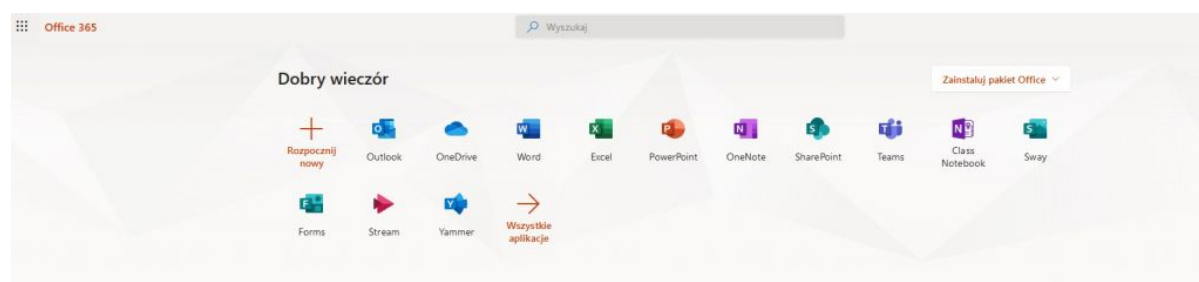 Office 365
Wyszukaj
Dobry wieczór
Zainstaluj pakiet Office
Rozpocznij
nowy
Outlook
OneDrive
Word
Excel
PowerPoint
OneNote
SharePoint
Teams
Class
Notebook
Sway
Forms
Stream
Yammer
Wszystkie
aplikacje